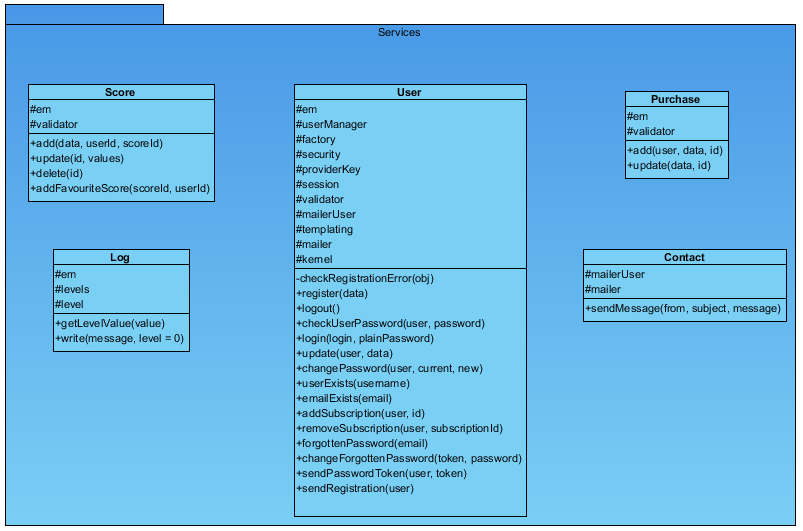 Services
Score
#em
#validator
+add(data, userId, scoreId)
+update(id, values)
+delete(id)
+addFavouriteScore(scoreId, userId)
Log
#em
#levels
#level
+getLevelValue(value)
+write(message, level = 0)
User
#em
#userManager
#factory
#security
#providerKey
#session
#validator
#mailerUser
#templating
#mailer
#kernel
-checkRegistrationError(obj)
+register(data)
+logout()
+checkUserPassword(user, password)
+login(login, plainPassword)
+update(user, data)
+changePassword(user, current, new)
+userExists(username)
+emailExists(email)
+addSubscription(user, id)
+removeSubscription(user, subscriptionId)
+forgottenPassword(email)
+changeForgottenPassword(token, password)
+sendPasswordToken(user, token)
+sendRegistration(user)
Purchase
#em
#validator
+add(user, data, id)
+update(data, id)
Contact
#mailerUser
#mailer
+sendMessage(from, subject, message)